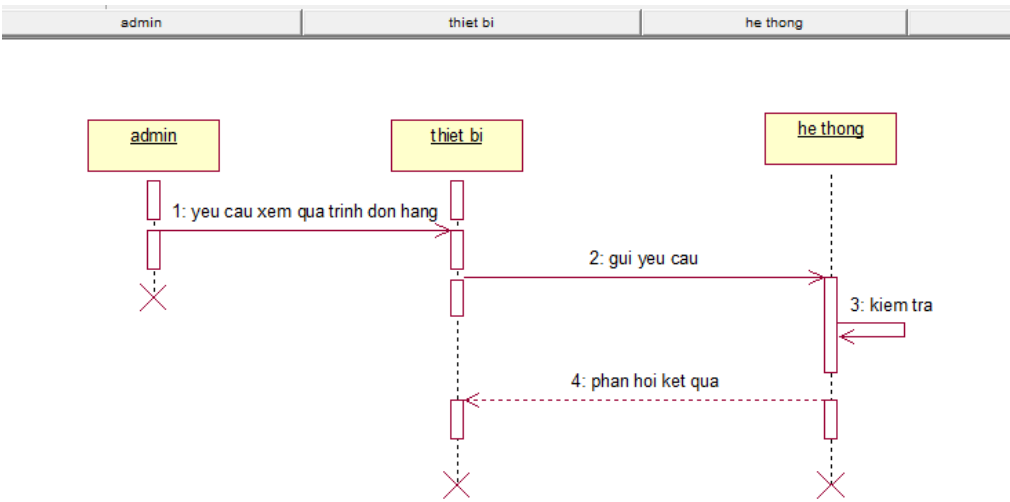 admin
thiet bi
he thong
admin
thiet bi
he thong
1: yeu cau xem qua trinh don hang
2: gui yeu cau
3: kiem tra
4: phan hoi ket qua